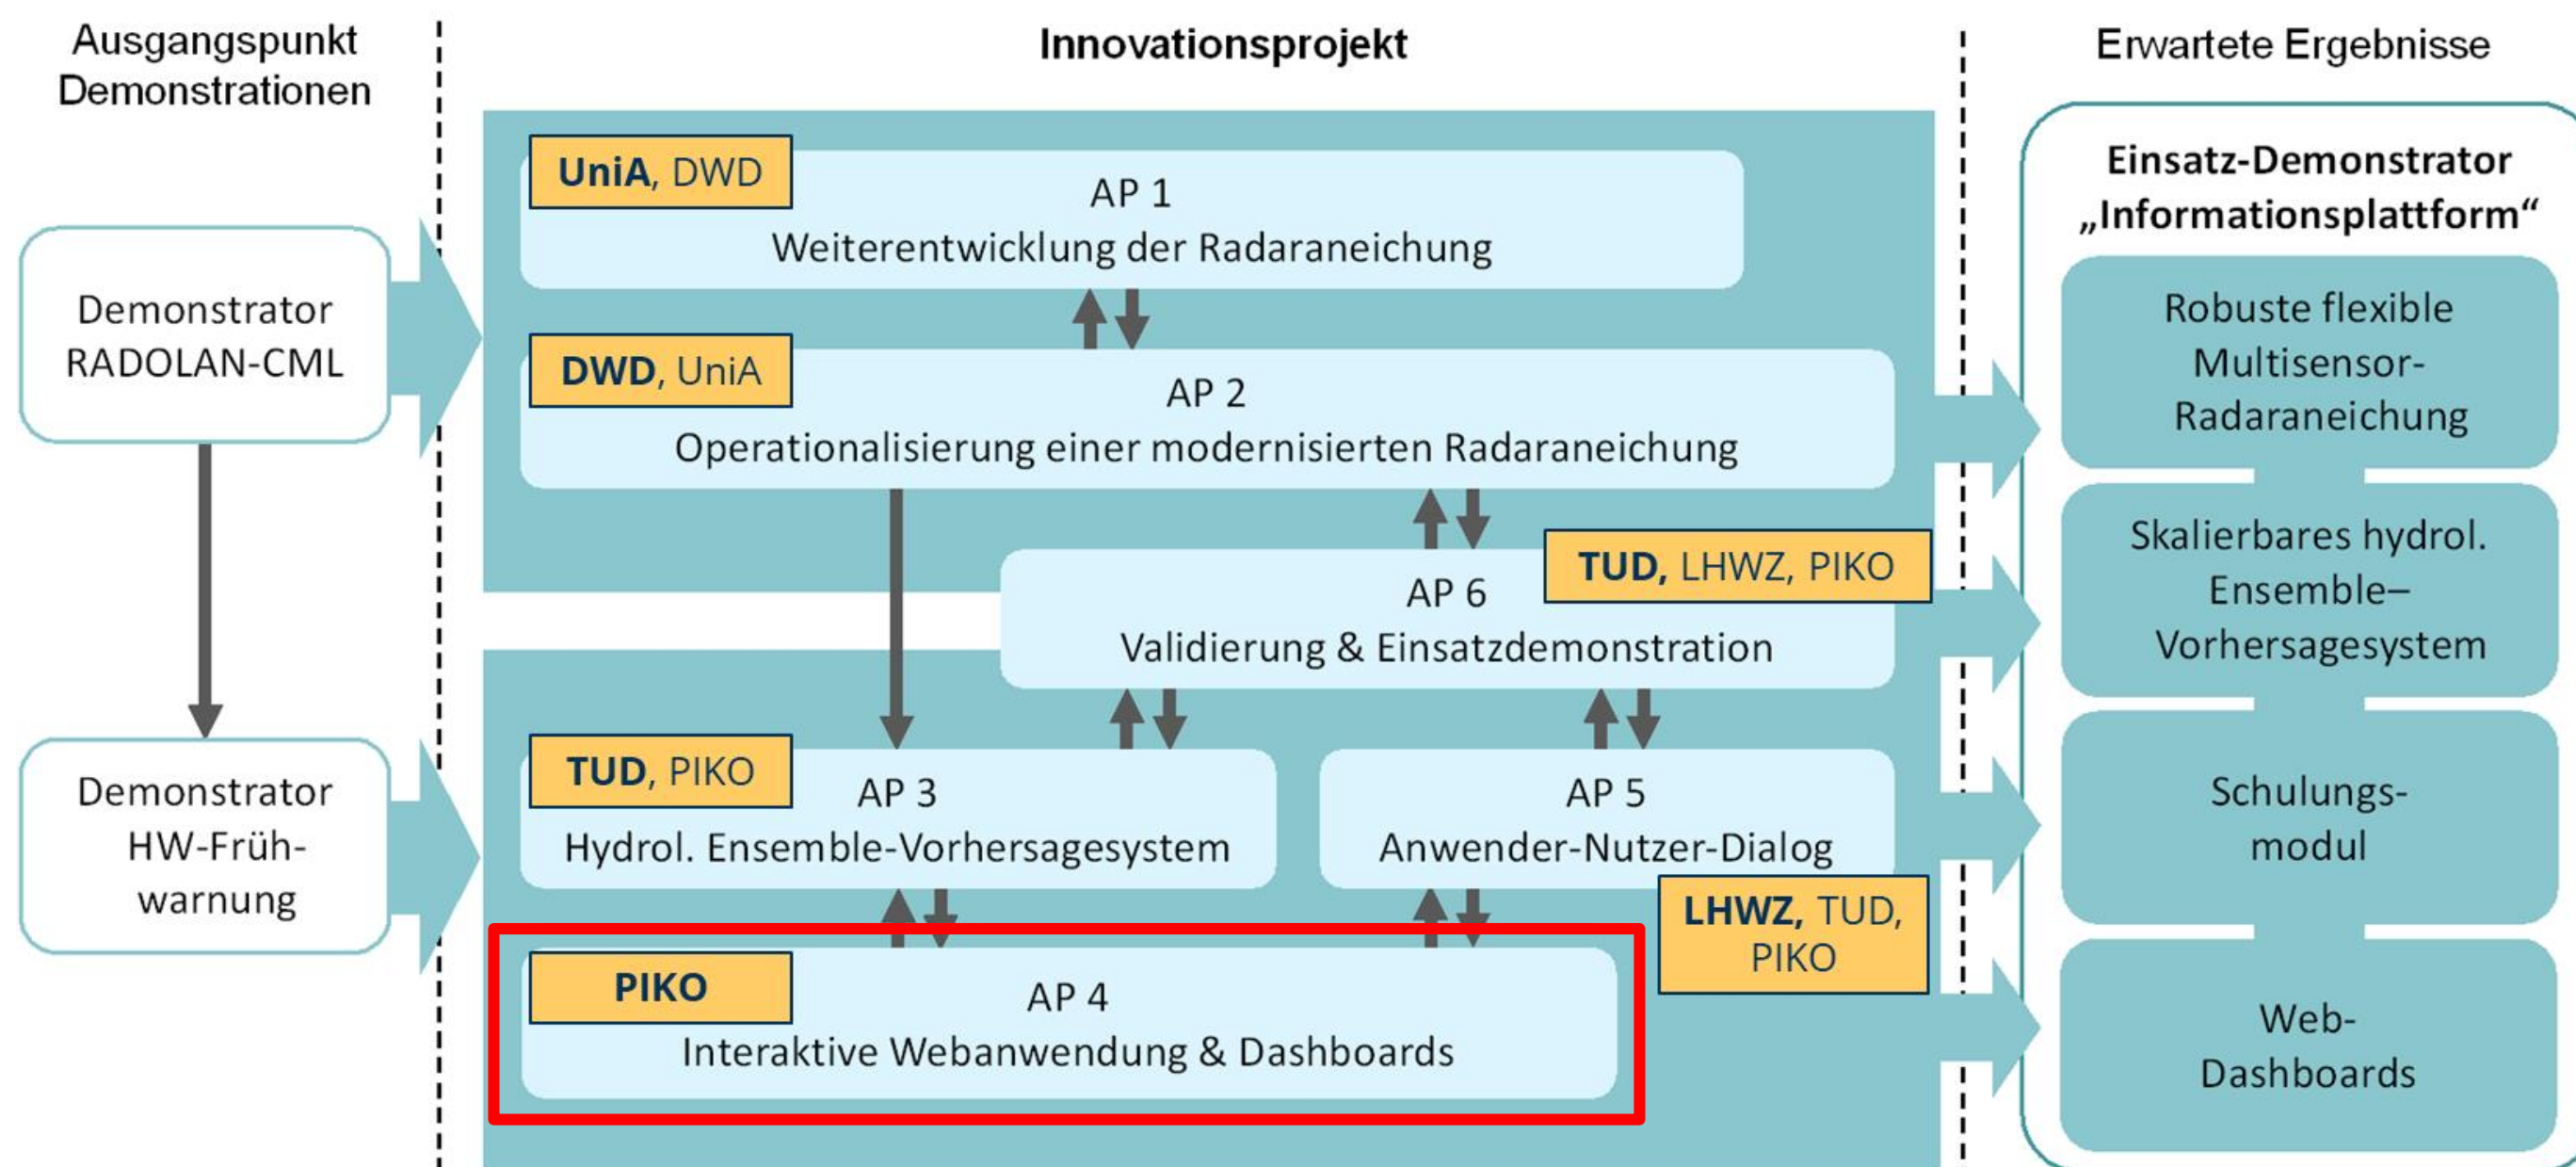 Ausgangspunkt
Demonstrationen
Innovationsprojekt
Erwartete Ergebnisse
Demonstrator
RADOLAN-CML
Demonstrator
HW-Früh-
warnung
UniA, DWD
AP 1
Weiterentwicklung der Radaraneichung
DWD, UniA
AP 2
Operationalisierung einer modernisierten Radaraneichung
TUD, LHWZ, PIKO
AP 6
Validierung & Einsatzdemonstration
TUD, PIKO
AP 3
Hydrol. Ensemble-Vorhersagesystem
AP 5
Anwender-Nutzer-Dialog
LHWZ, TUD,
PIKO
PIKO
AP 4
Interaktive Webanwendung & Dashboards
Einsatz-Demonstrator
„Informationsplattform“
Robuste flexible
Multisensor-
Radaraneichung
Skalierbares hydrol.
Ensemble–
Vorhersagesystem
Schulungs-
modul
Web-
Dashboards